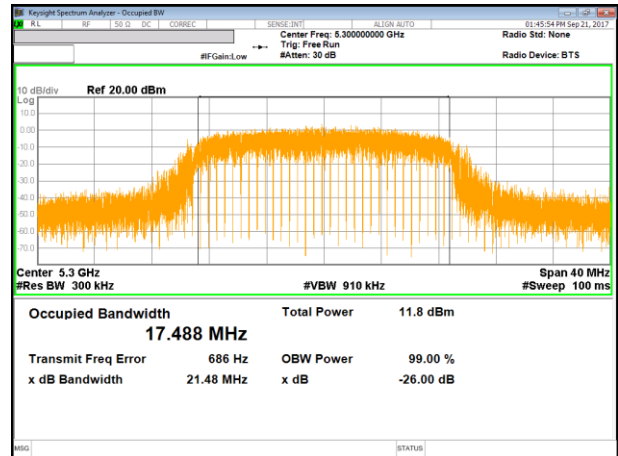 Keysight Spectrum Analyzer - Occupied BW
RL RF 50 Ω DC CORREC SENSE:INT ALIGN AUTO 01:45:54 PM Sep 21, 2017
Center Freq: 5.300000000 GHz Radio Std: None
Trig: Free Run
#IFGain:Low #Atten: 30 dB Radio Device: BTS
10 dB/div Ref 20.00 dBm
Log
10.0
0.00
-10.0
-20.0
-30.0
-40.0
-50.0
-60.0
-70.0
Center 5.3 GHz Span 40 MHz
#Res BW 300 kHz #VBW 910 kHz #Sweep 100 ms
Occupied Bandwidth Total Power 11.8 dBm
17.488 MHz
Transmit Freq Error 686 Hz OBW Power 99.00 %
x dB Bandwidth 21.48 MHz x dB -26.00 dB
MSG STATUS